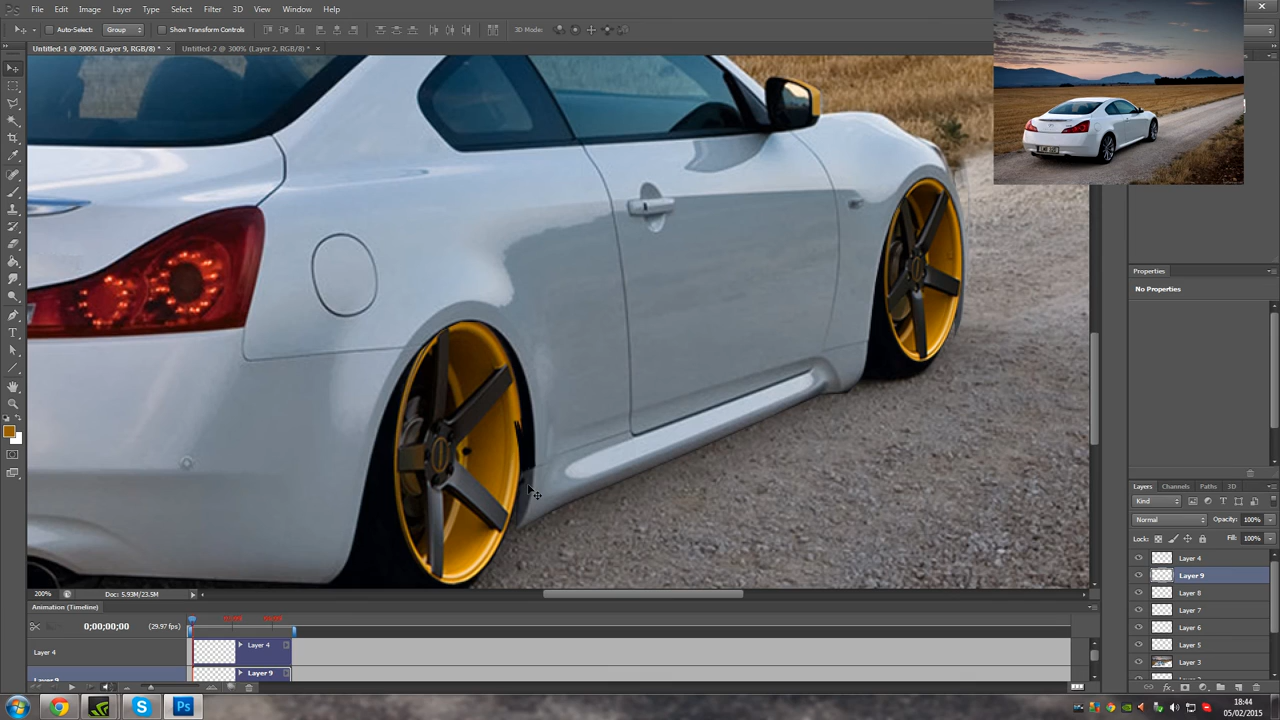 Ps File Edit Image Layer Type Select Filter 3D View Window Help
Auto-Select: Group Show Transform Controls 3D Mode:
Untitled-1 @ 200% (Layer 9, RGB/8) * × Untitled-2 @ 300% (Layer 2, RGB/8) * ×
Properties
No Properties
Layers Channels Paths 3D
Kind
Normal Opacity: 100%
Lock: Fill: 100%
Layer 4
Layer 9
Layer 8
Layer 7
Layer 6
Layer 5
Layer 3
200% Doc: 5.93M/23.5M
Animation (Timeline)
0;00;00;00 (29.97 fps)
Layer 4 Layer 4
Layer 9 Layer 9
Ps
18:44
05/02/2015